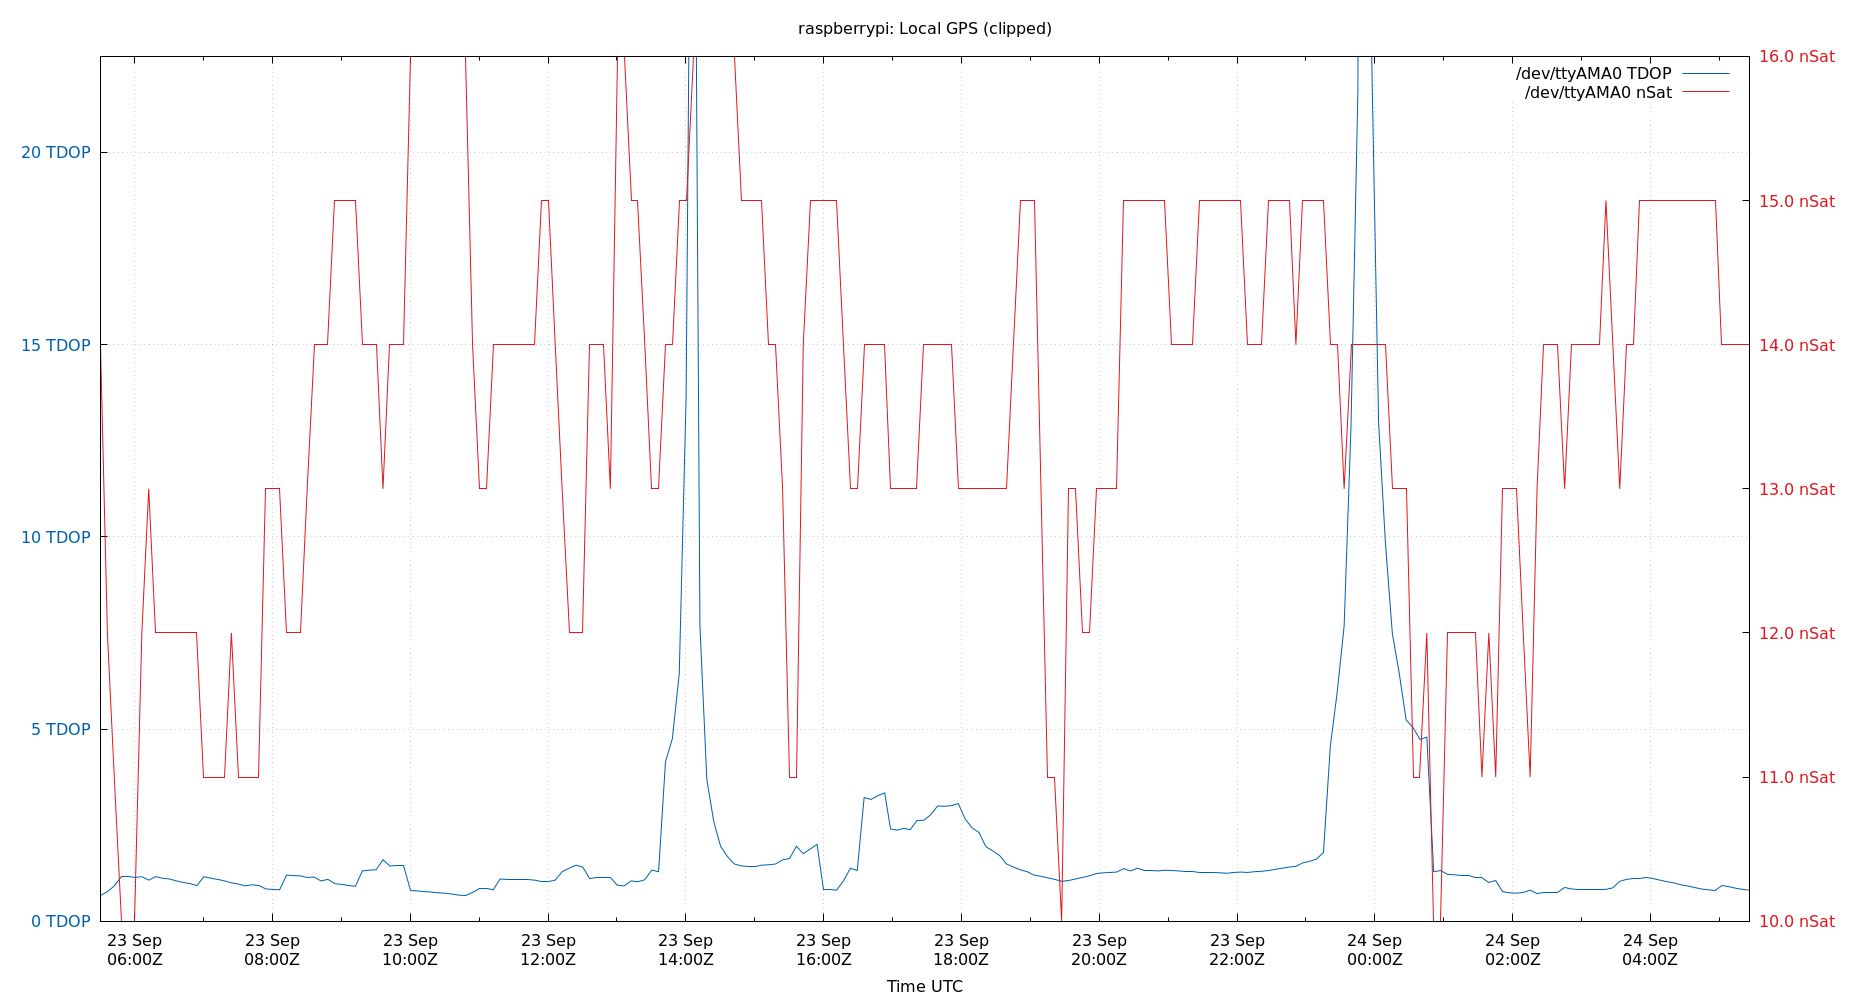 raspberrypi: Local GPS (clipped)
/dev/ttyAMA0 TDOP
/dev/ttyAMA0 nSat
20 TDOP
15 TDOP
10 TDOP
5 TDOP
0 TDOP
16.0 nSat
15.0 nSat
14.0 nSat
13.0 nSat
12.0 nSat
11.0 nSat
10.0 nSat
23 Sep
06:00Z
23 Sep
08:00Z
23 Sep
10:00Z
23 Sep
12:00Z
23 Sep
14:00Z
23 Sep
16:00Z
23 Sep
18:00Z
23 Sep
20:00Z
23 Sep
22:00Z
24 Sep
00:00Z
24 Sep
02:00Z
24 Sep
04:00Z
Time UTC